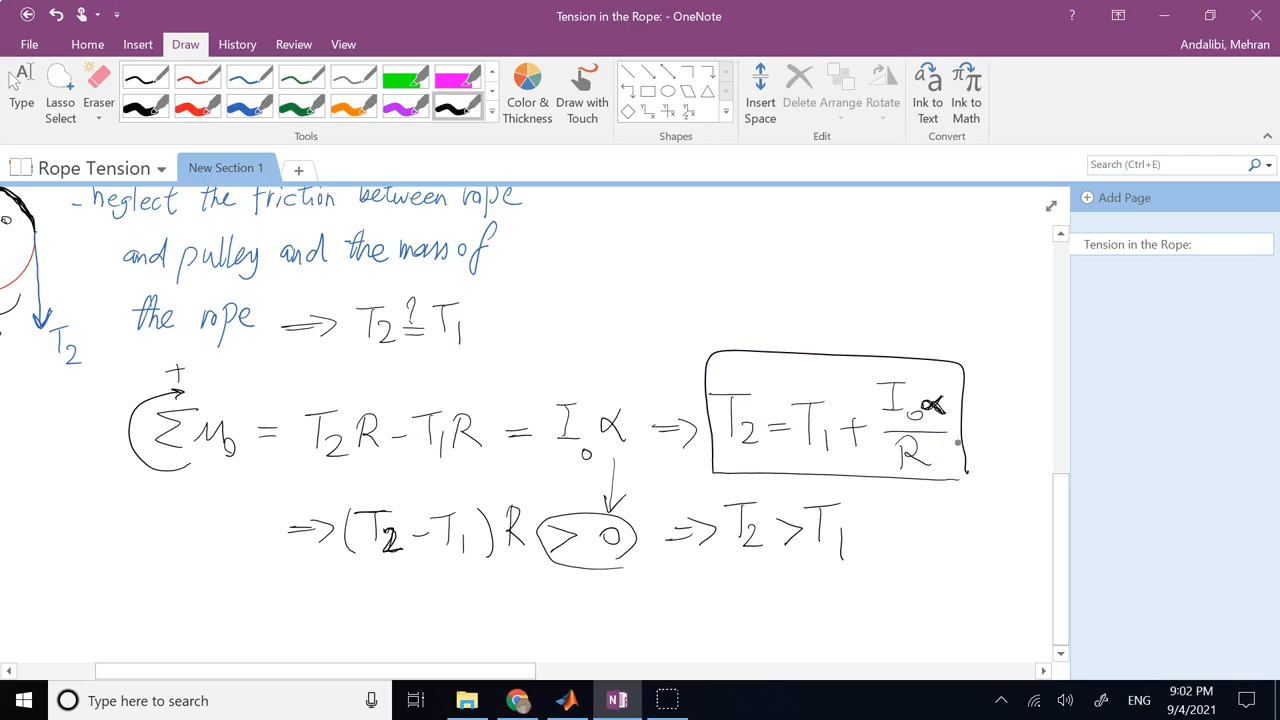 Tension in the Rope: - OneNote
Andalibi, Mehran
File Home Insert Draw History Review View
Type Lasso Select Eraser Color & Thickness Draw with Touch Insert Space Delete Arrange Rotate Ink to Text Ink to Math
Tools Shapes Edit Convert
Rope Tension New Section 1 Search (Ctrl+E)
Add Page
Tension in the Rope:
- neglect the friction between rope
and pulley and the mass of
the rope ⟹ T₂ ≟ T₁
T₂
+
ΣM₀ = T₂R - T₁R = I₀ α ⟹ T₂ = T₁ + I₀α/R
⟹ (T₂ - T₁)R > 0 ⟹ T₂ > T₁
Type here to search
ENG
9:02 PM
9/4/2021